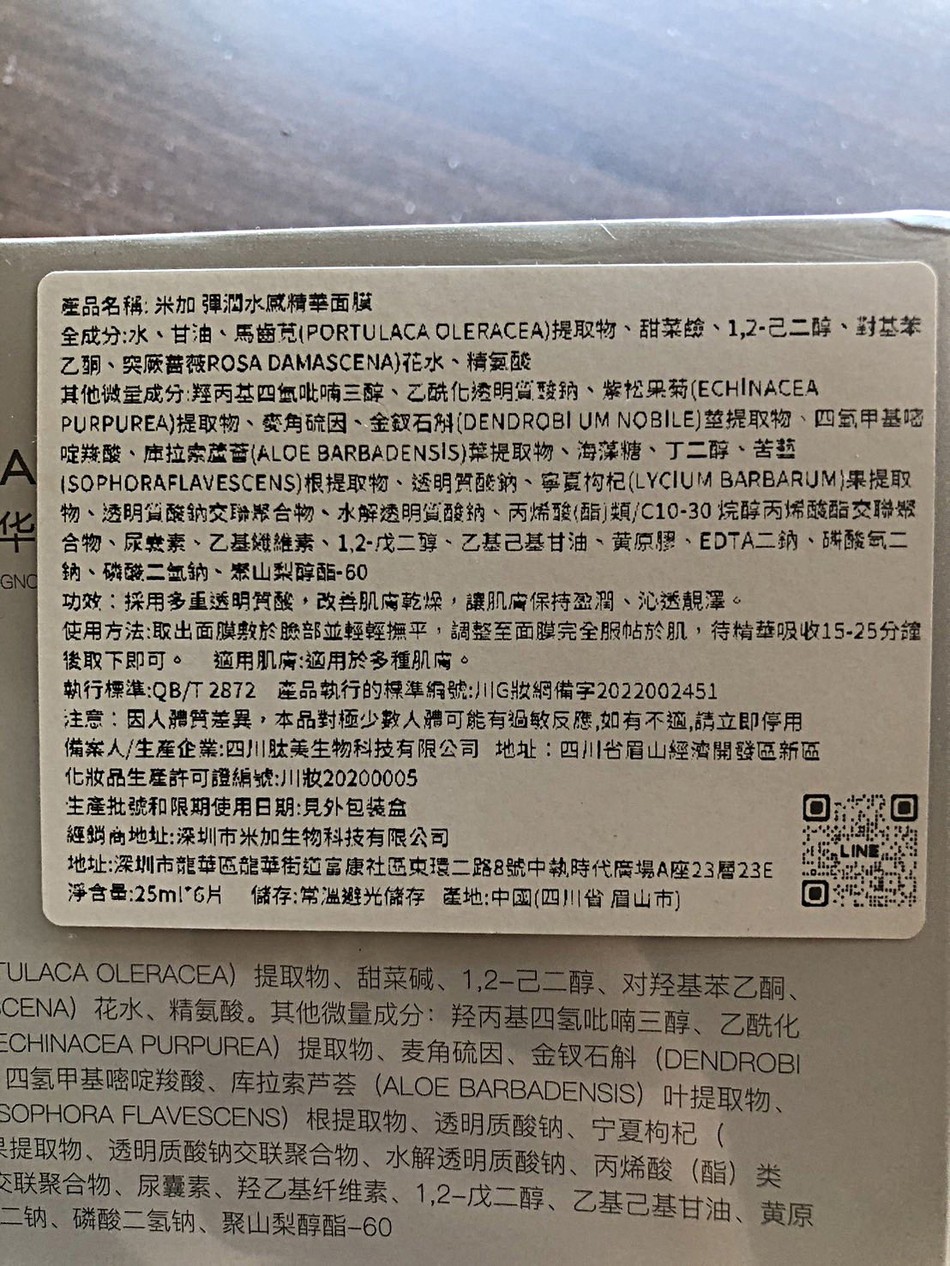 產品名稱: 米加 彈潤水感精華面膜
全成分:水、甘油、馬齒莧(PORTULACA OLERACEA)提取物、甜菜鹼、1,2-己二醇、對基苯
乙酮、突厥薔薇ROSA DAMASCENA)花水、精氨酸
其他微量成分:羥丙基四氫吡喃三醇、乙酰化透明質酸鈉、紫松果菊(ECHINACEA
PURPUREA)提取物、麥角硫因、金釵石斛(DENDROBI UM NOBILE)莖提取物、四氫甲基嘧
啶羧酸、庫拉索蘆薈(ALOE BARBADENSIS)葉提取物、海藻糖、丁二醇、苦參
(SOPHORAFLAVESCENS)根提取物、透明質酸鈉、寧夏枸杞(LYCIUM BARBARUM)果提取
物、透明質酸鈉交聯聚合物、水解透明質酸鈉、丙烯酸(酯)類/C10-30 烷醇丙烯酸酯交聯聚
合物、尿囊素、乙基纖維素、1,2-戊二醇、乙基己基甘油、黃原膠、EDTA二鈉、磷酸氫二
鈉、磷酸二氫鈉、聚山梨醇酯-60
功效：採用多重透明質酸，改善肌膚乾燥，讓肌膚保持盈潤、沁透靚澤。
使用方法:取出面膜敷於臉部並輕輕撫平，調整至面膜完全服帖於肌，待精華吸收15-25分鐘
後取下即可。 適用肌膚:適用於多種肌膚。
執行標準:QB/T 2872 產品執行的標準編號:川G妝網備字2022002451
注意：因人體質差異，本品對極少數人體可能有過敏反應,如有不適,請立即停用
備案人/生產企業:四川肽美生物科技有限公司 地址：四川省眉山經濟開發區新區
化妝品生產許可證編號:川妝20200005
生產批號和限期使用日期:見外包裝盒
經銷商地址:深圳市米加生物科技有限公司
地址:深圳市龍華區龍華街道富康社區東環二路8號中執時代廣場A座23層23E
淨含量:25ml*6片 儲存:常溫避光儲存 產地:中國(四川省 眉山市)
LINE
A
华
GNO
TULACA OLERACEA）提取物、甜菜碱、1,2-己二醇、对羟基苯乙酮、
SCENA）花水、精氨酸。其他微量成分：羟丙基四氢吡喃三醇、乙酰化
ECHINACEA PURPUREA）提取物、麦角硫因、金钗石斛（DENDROBI
四氢甲基嘧啶羧酸、库拉索芦荟（ALOE BARBADENSIS）叶提取物、
SOPHORA FLAVESCENS）根提取物、透明质酸钠、宁夏枸杞（
果提取物、透明质酸钠交联聚合物、水解透明质酸钠、丙烯酸（酯）类
交联聚合物、尿囊素、羟乙基纤维素、1,2-戊二醇、乙基己基甘油、黄原
二钠、磷酸二氢钠、聚山梨醇酯-60